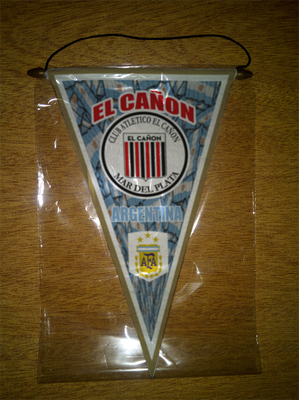 EL CAÑON
CLUB ATLETICO EL CAÑON
EL CAÑON
MAR DEL PLATA
ARGENTINA
AFA